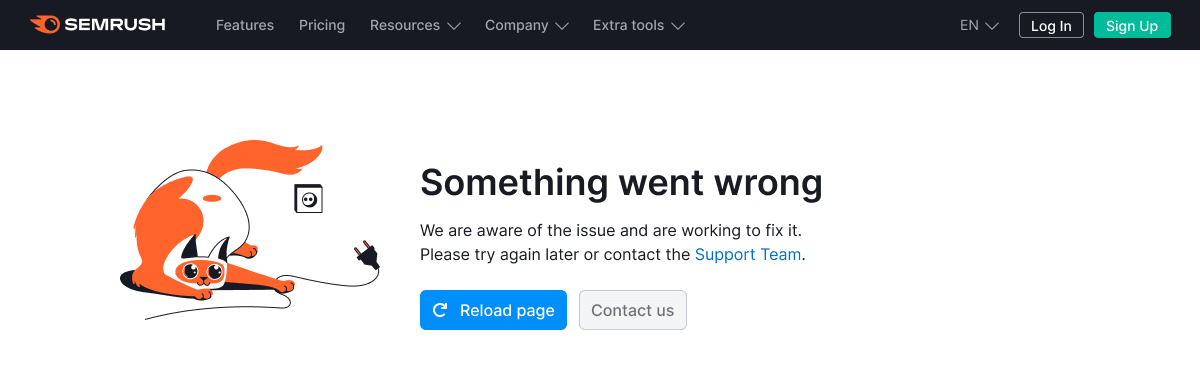 SEMRUSH Features Pricing Resources Company Extra tools EN Log In Sign Up
Something went wrong
We are aware of the issue and are working to fix it.
Please try again later or contact the Support Team.
Reload page Contact us